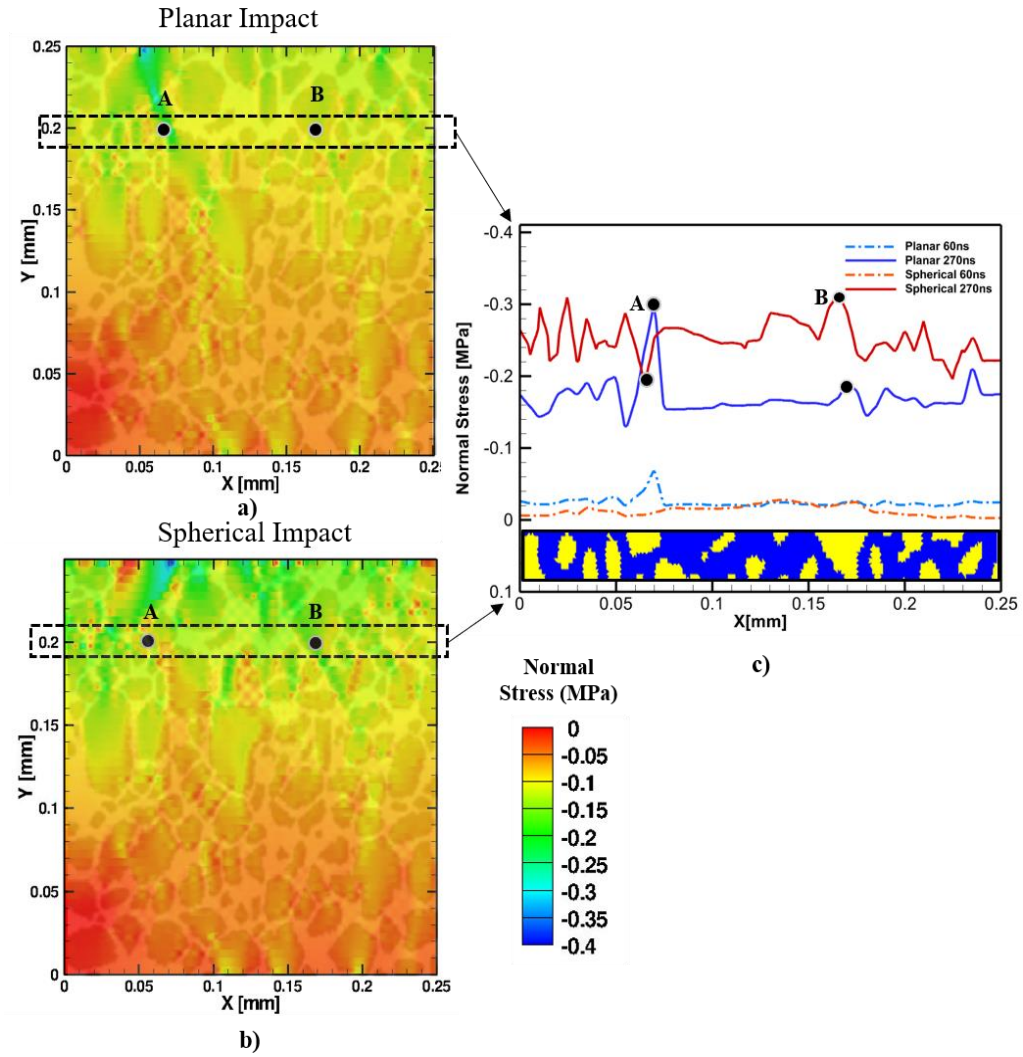 Planar Impact
0.25
A
B
0.2
0.15
Y [mm]
0.1
0.05
0
0
0.05
0.1
0.15
0.2
0.25
X [mm]
a)
Spherical Impact
A
B
0.2
0.15
Y [mm]
0.1
0.05
0
0
0.05
0.1
0.15
0.2
0.25
X [mm]
b)
-0.4
Planar 60ns
Planar 270ns
Spherical 60ns
Spherical 270ns
A
B
-0.3
-0.2
-0.1
0
0.1
Normal Stress [MPa]
0
0.05
0.1
0.15
0.2
0.25
X[mm]
c)
Normal
Stress (MPa)
0
-0.05
-0.1
-0.15
-0.2
-0.25
-0.3
-0.35
-0.4